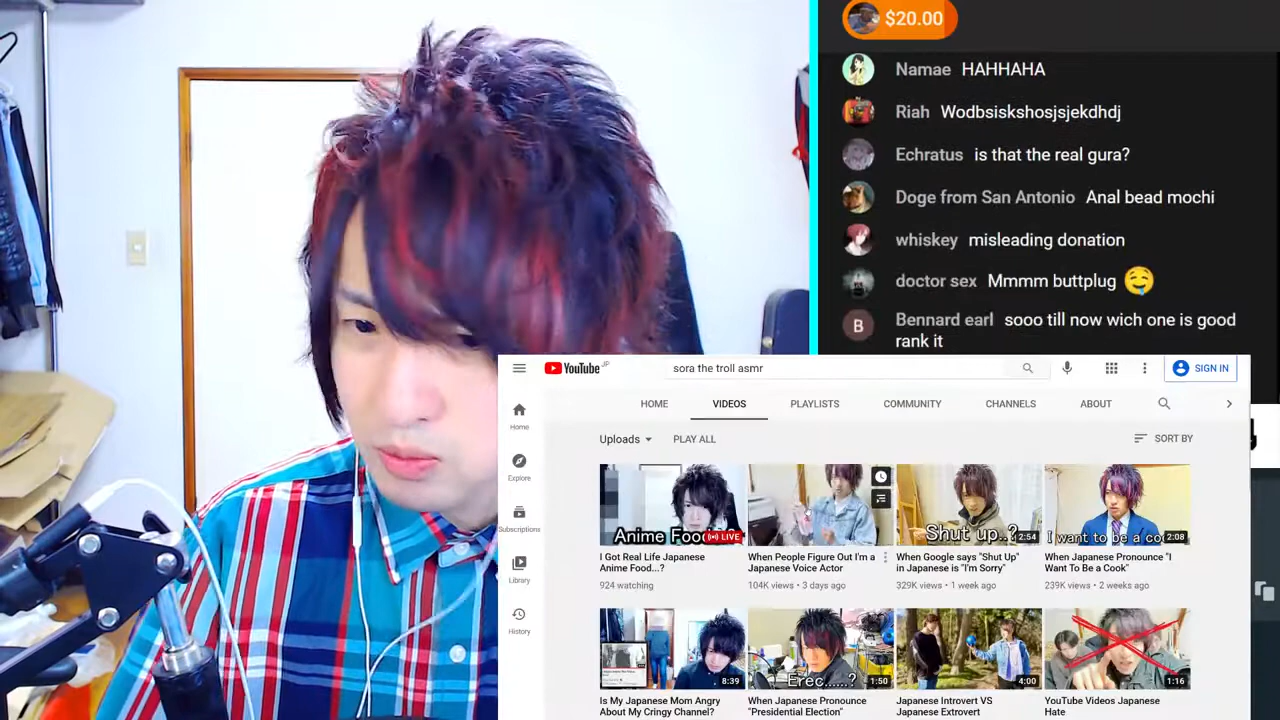 $20.00
Namae HAHHAHA
Riah Wodbsiskshosjsjekdhdj
Echratus is that the real gura?
Doge from San Antonio Anal bead mochi
whiskey misleading donation
doctor sex Mmmm buttplug 🤤
B Bennard earl sooo till now wich one is good
rank it
YouTube JP sora the troll asmr SIGN IN
HOME VIDEOS PLAYLISTS COMMUNITY CHANNELS ABOUT
Home
Explore
Subscriptions
Library
History
Uploads PLAY ALL SORT BY
Anime Foo LIVE
Shut up..? 2:54
I want to be a co 2:08
I Got Real Life Japanese
Anime Food...?
924 watching
When People Figure Out I'm a
Japanese Voice Actor
104K views • 3 days ago
When Google says "Shut Up"
in Japanese is "I'm Sorry"
329K views • 1 week ago
When Japanese Pronounce "I
Want To Be a Cook"
239K views • 2 weeks ago
8:39
Erec......? 1:50
4:00
1:16
Is My Japanese Mom Angry
About My Cringy Channel?
When Japanese Pronounce
"Presidential Election"
Japanese Introvert VS
Japanese Extrovert
YouTube Videos Japanese
Hate